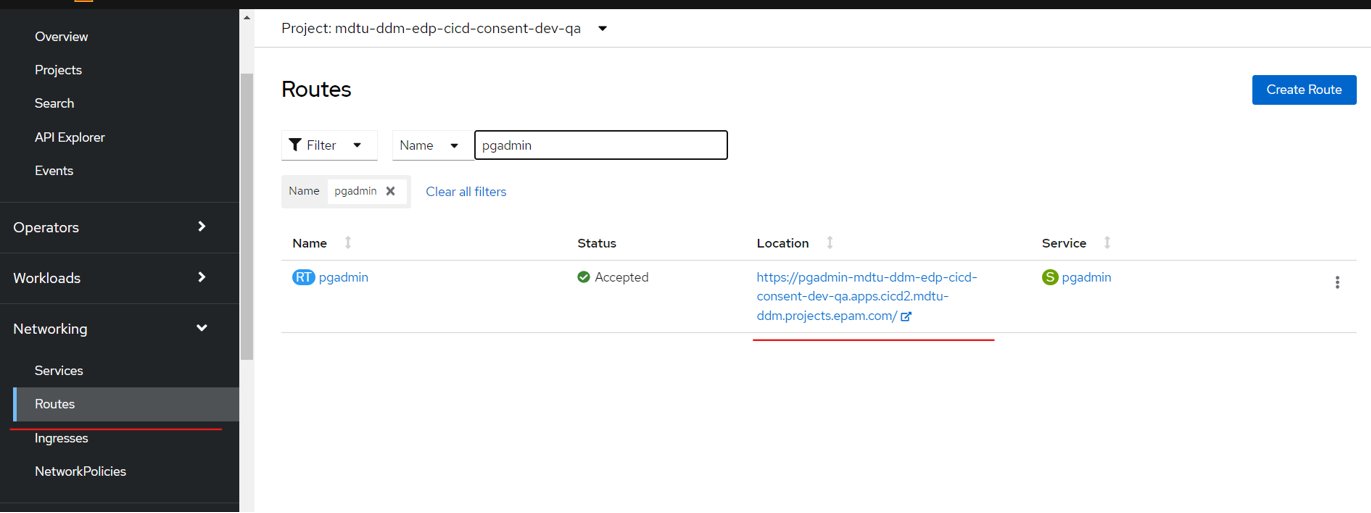 Project: mdtu-ddm-edp-cicd-consent-dev-qa
Overview
Projects
Search
API Explorer
Events
Operators
Workloads
Networking
Services
Routes
Ingresses
NetworkPolicies
Routes
Create Route
Filter
Name
pgadmin
Name pgadmin
Clear all filters
Name Status Location Service
RT pgadmin
Accepted
https://pgadmin-mdtu-ddm-edp-cicd-
consent-dev-qa.apps.cicd2.mdtu-
ddm.projects.epam.com/
S pgadmin